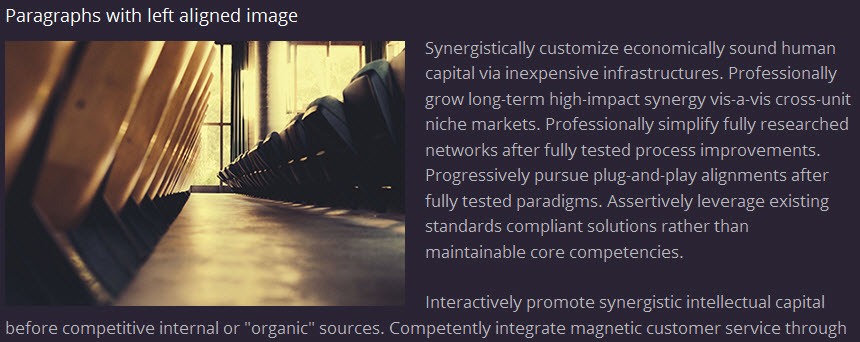 Paragraphs with left aligned image
Synergistically customize economically sound human
capital via inexpensive infrastructures. Professionally
grow long-term high-impact synergy vis-a-vis cross-unit
niche markets. Professionally simplify fully researched
networks after fully tested process improvements.
Progressively pursue plug-and-play alignments after
fully tested paradigms. Assertively leverage existing
standards compliant solutions rather than
maintainable core competencies.
Interactively promote synergistic intellectual capital
before competitive internal or "organic" sources. Competently integrate magnetic customer service through